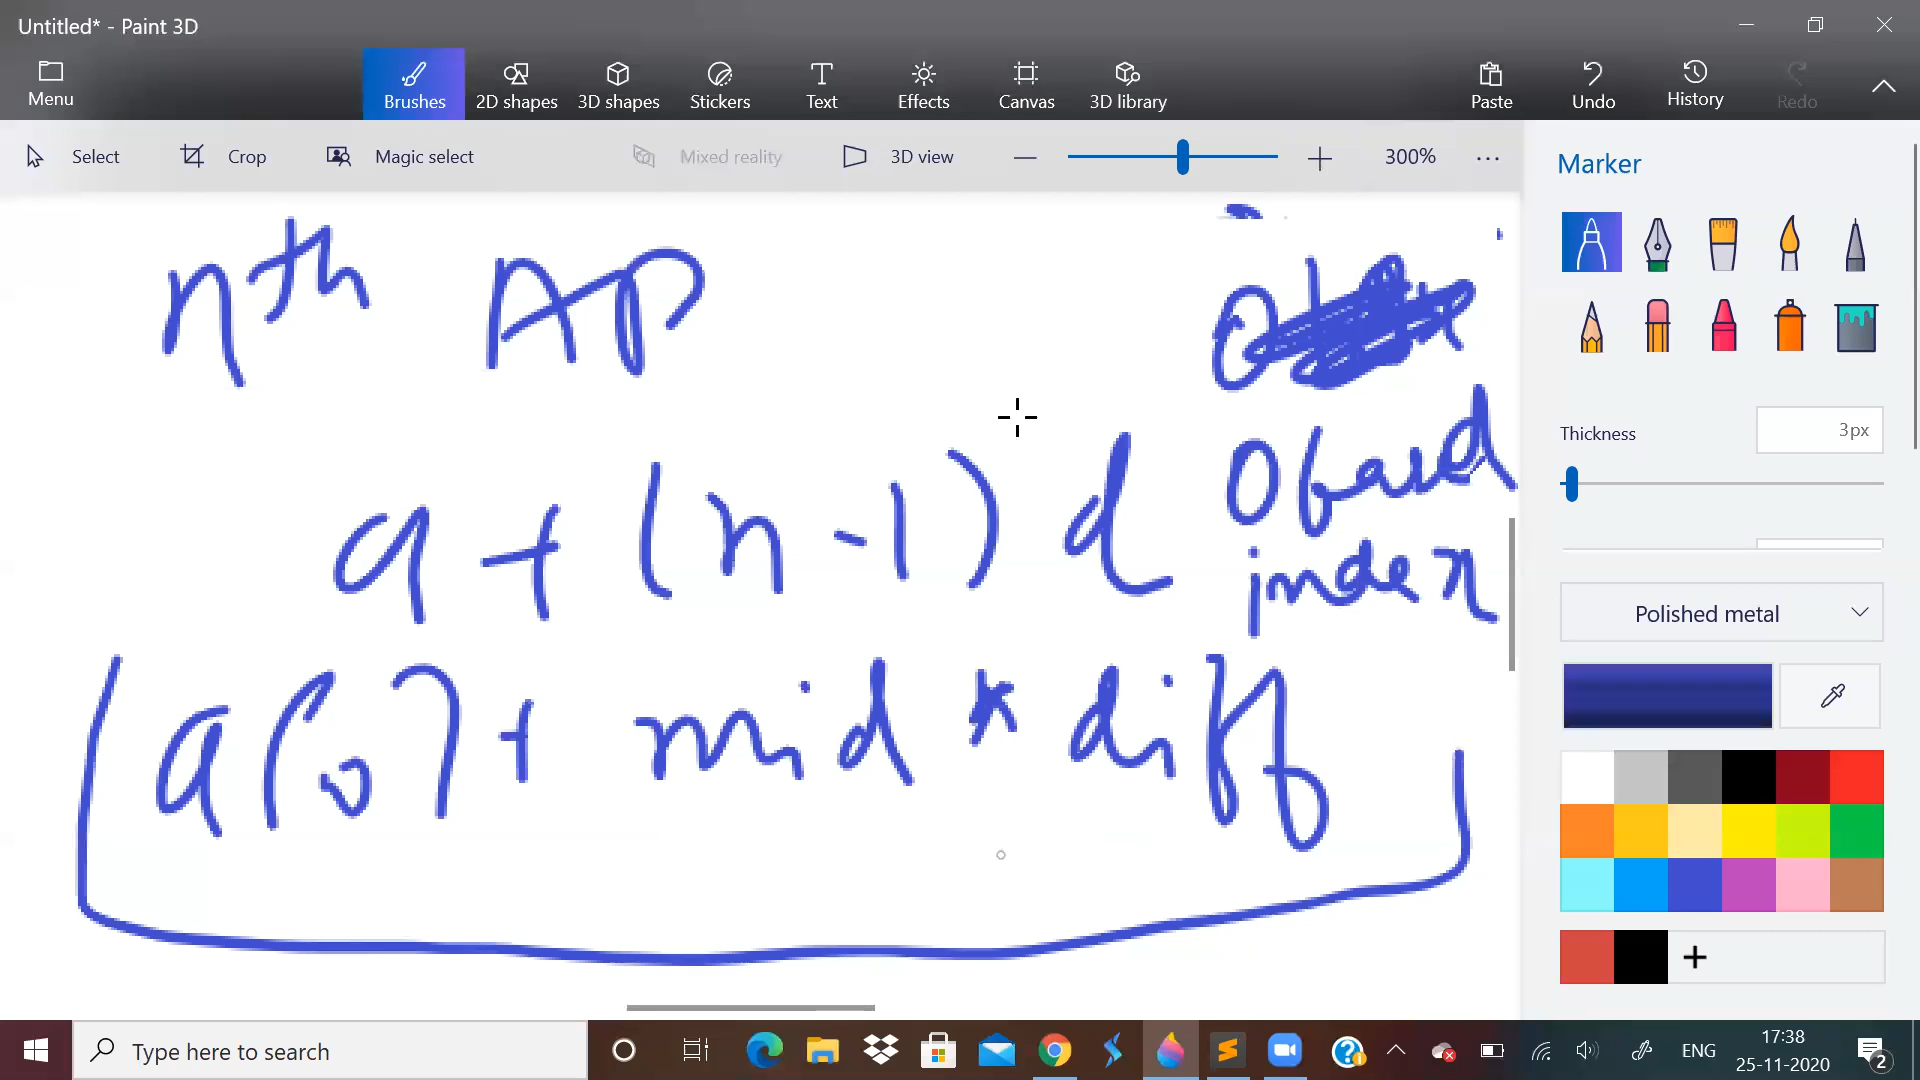 Untitled* - Paint 3D
Menu
Brushes
2D shapes
3D shapes
Stickers
Text
Effects
Canvas
3D library
Paste
Undo
History
Redo
Select
Crop
Magic select
Mixed reality
3D view
300%
Marker
nth AP
a + (n-1) d
0 based
index
a[0] + mid * diff
Thickness
3px
Polished metal
Type here to search
ENG
17:38
25-11-2020
2